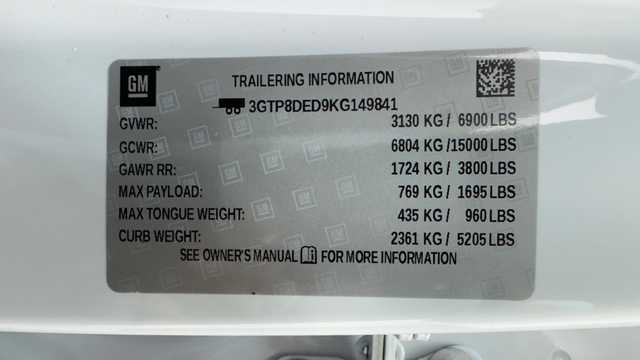 GM
TRAILERING INFORMATION
3GTP8DED9KG149841
GVWR: 3130 KG / 6900 LBS
GCWR: 6804 KG /15000 LBS
GAWR RR: 1724 KG / 3800 LBS
MAX PAYLOAD: 769 KG / 1695 LBS
MAX TONGUE WEIGHT: 435 KG / 960 LBS
CURB WEIGHT: 2361 KG / 5205 LBS
SEE OWNER'S MANUAL FOR MORE INFORMATION